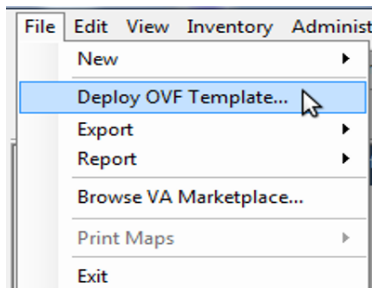 File Edit View Inventory Administ
New
Deploy OVF Template...
Export
Report
Browse VA Marketplace...
Print Maps
Exit